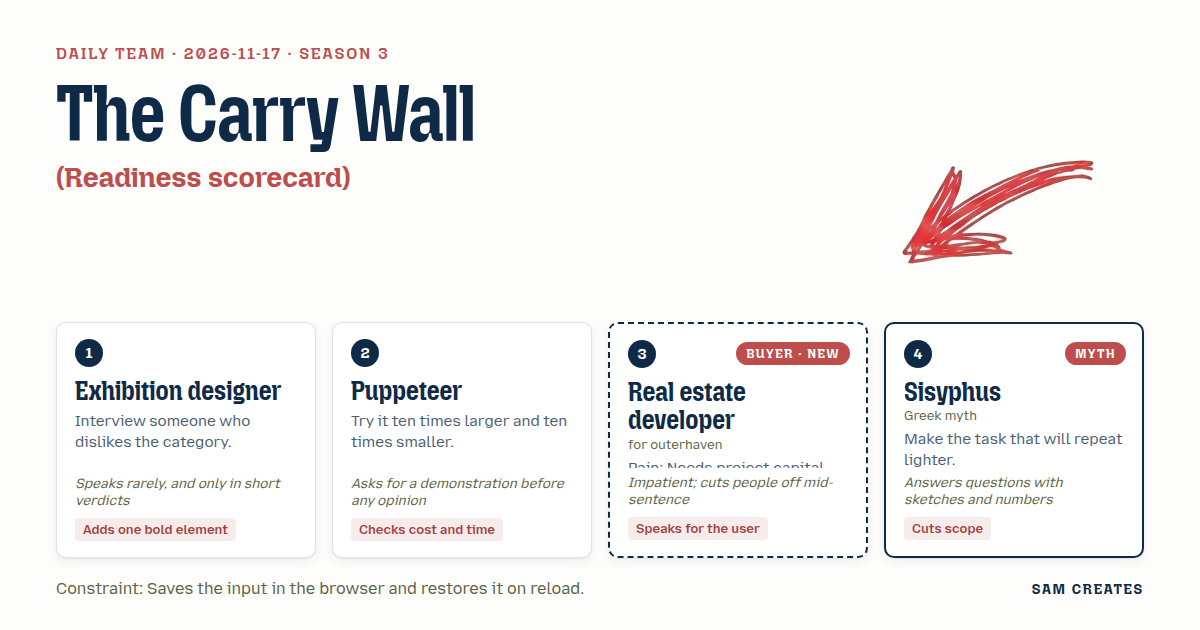 DAILY TEAM · 2026-11-17 · SEASON 3
The Carry Wall
(Readiness scorecard)
1
Exhibition designer
Interview someone who
dislikes the category.
Speaks rarely, and only in short
verdicts
Adds one bold element
2
Puppeteer
Try it ten times larger and ten
times smaller.
Asks for a demonstration before
any opinion
Checks cost and time
3
BUYER · NEW
Real estate
developer
for outerhaven
Pain: Needs project capital
Impatient; cuts people off mid-
sentence
Speaks for the user
4
MYTH
Sisyphus
Greek myth
Make the task that will repeat
lighter.
Answers questions with
sketches and numbers
Cuts scope
Constraint: Saves the input in the browser and restores it on reload.
SAM CREATES